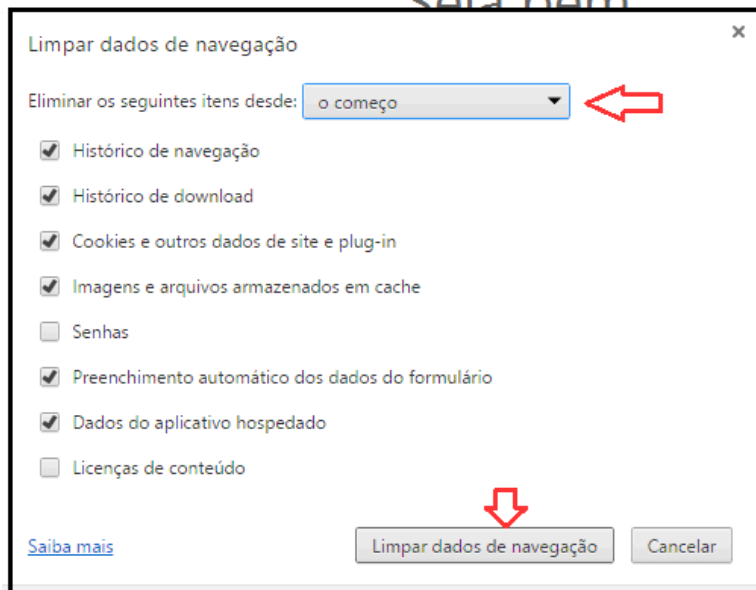 Limpar dados de navegação
Eliminar os seguintes itens desde: o começo
Histórico de navegação
Histórico de download
Cookies e outros dados de site e plug-in
Imagens e arquivos armazenados em cache
Senhas
Preenchimento automático dos dados do formulário
Dados do aplicativo hospedado
Licenças de conteúdo
Saiba mais Limpar dados de navegação Cancelar